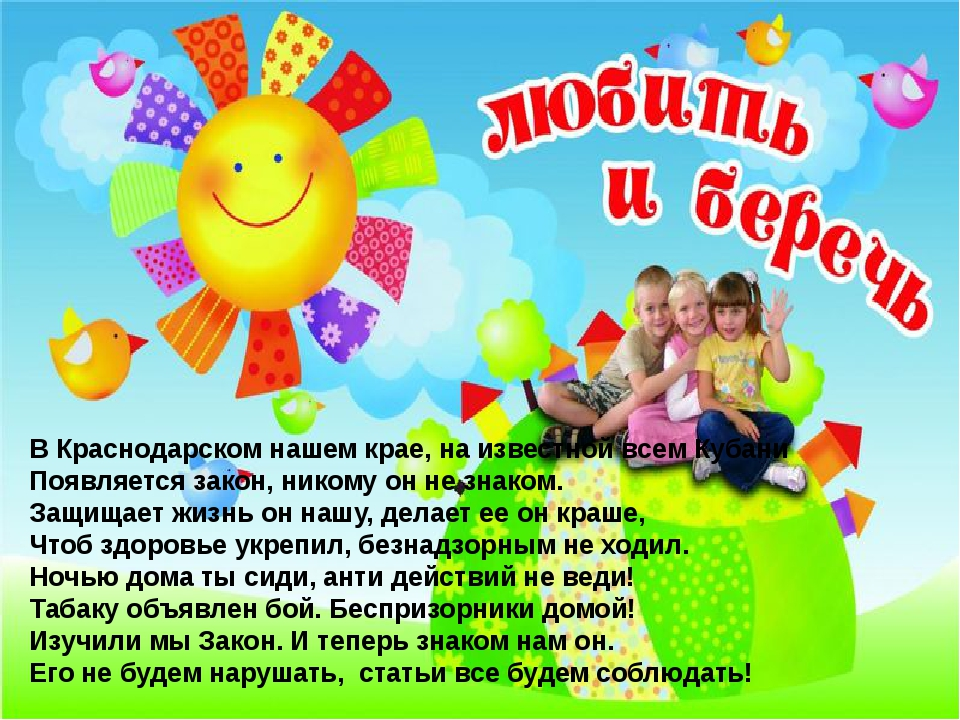 любить
и беречь
В Краснодарском нашем крае, на известной всем Кубани
Появляется закон, никому он не знаком.
Защищает жизнь он нашу, делает ее он краше,
Чтоб здоровье укрепил, безнадзорным не ходил.
Ночью дома ты сиди, анти действий не веди!
Табаку объявлен бой. Беспризорники домой!
Изучили мы Закон. И теперь знаком нам он.
Его не будем нарушать,  статьи все будем соблюдать!